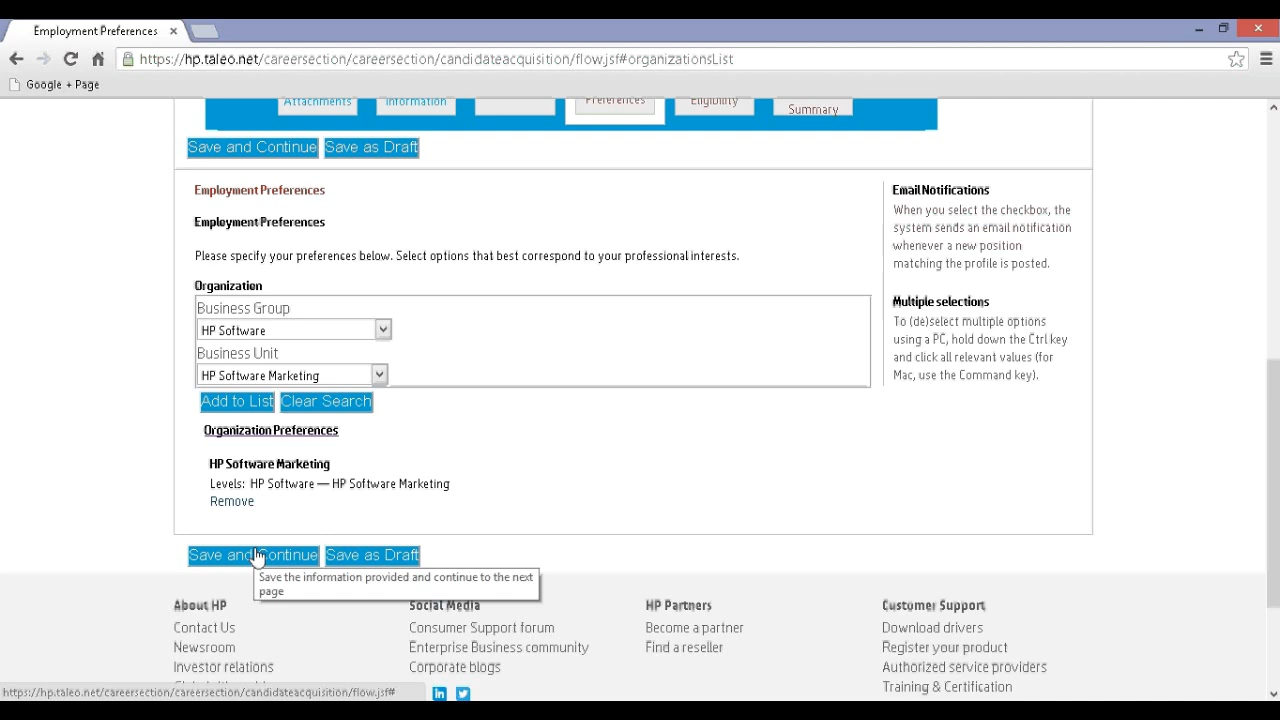 Employment Preferences
https://hp.taleo.net/careersection/careersection/candidateacquisition/flow.jsf#organizationsList
Google + Page
Attachments Information Preferences Eligibility Summary
Save and Continue Save as Draft
Employment Preferences
Employment Preferences
Please specify your preferences below. Select options that best correspond to your professional interests.
Organization
Business Group
HP Software
Business Unit
HP Software Marketing
Add to List Clear Search
Organization Preferences
HP Software Marketing
Levels: HP Software — HP Software Marketing
Remove
Email Notifications
When you select the checkbox, the
system sends an email notification
whenever a new position
matching the profile is posted.
Multiple selections
To (de)select multiple options
using a PC, hold down the Ctrl key
and click all relevant values (for
Mac, use the Command key).
Save and Continue Save as Draft
Save the information provided and continue to the next
page
About HP
Contact Us
Newsroom
Investor relations
Social Media
Consumer Support forum
Enterprise Business community
Corporate blogs
in
HP Partners
Become a partner
Find a reseller
Customer Support
Download drivers
Register your product
Authorized service providers
Training & Certification
https://hp.taleo.net/careersection/careersection/candidateacquisition/flow.jsf#